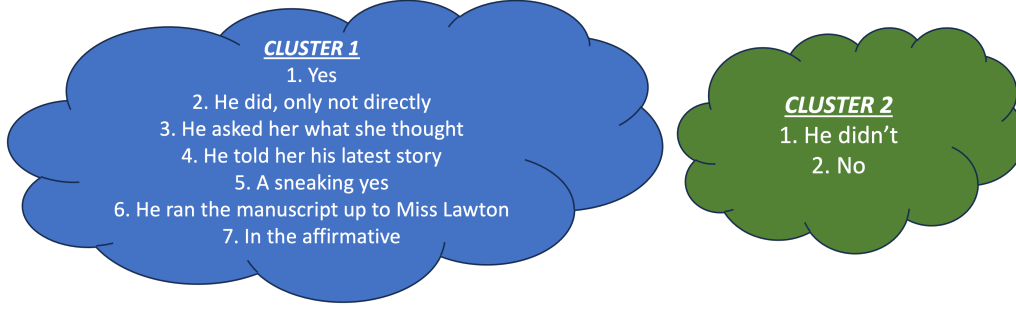 CLUSTER 1
1. Yes
2. He did, only not directly
3. He asked her what she thought
4. He told her his latest story
5. A sneaking yes
6. He ran the manuscript up to Miss Lawton
7. In the affirmative
CLUSTER 2
1. He didn’t
2. No